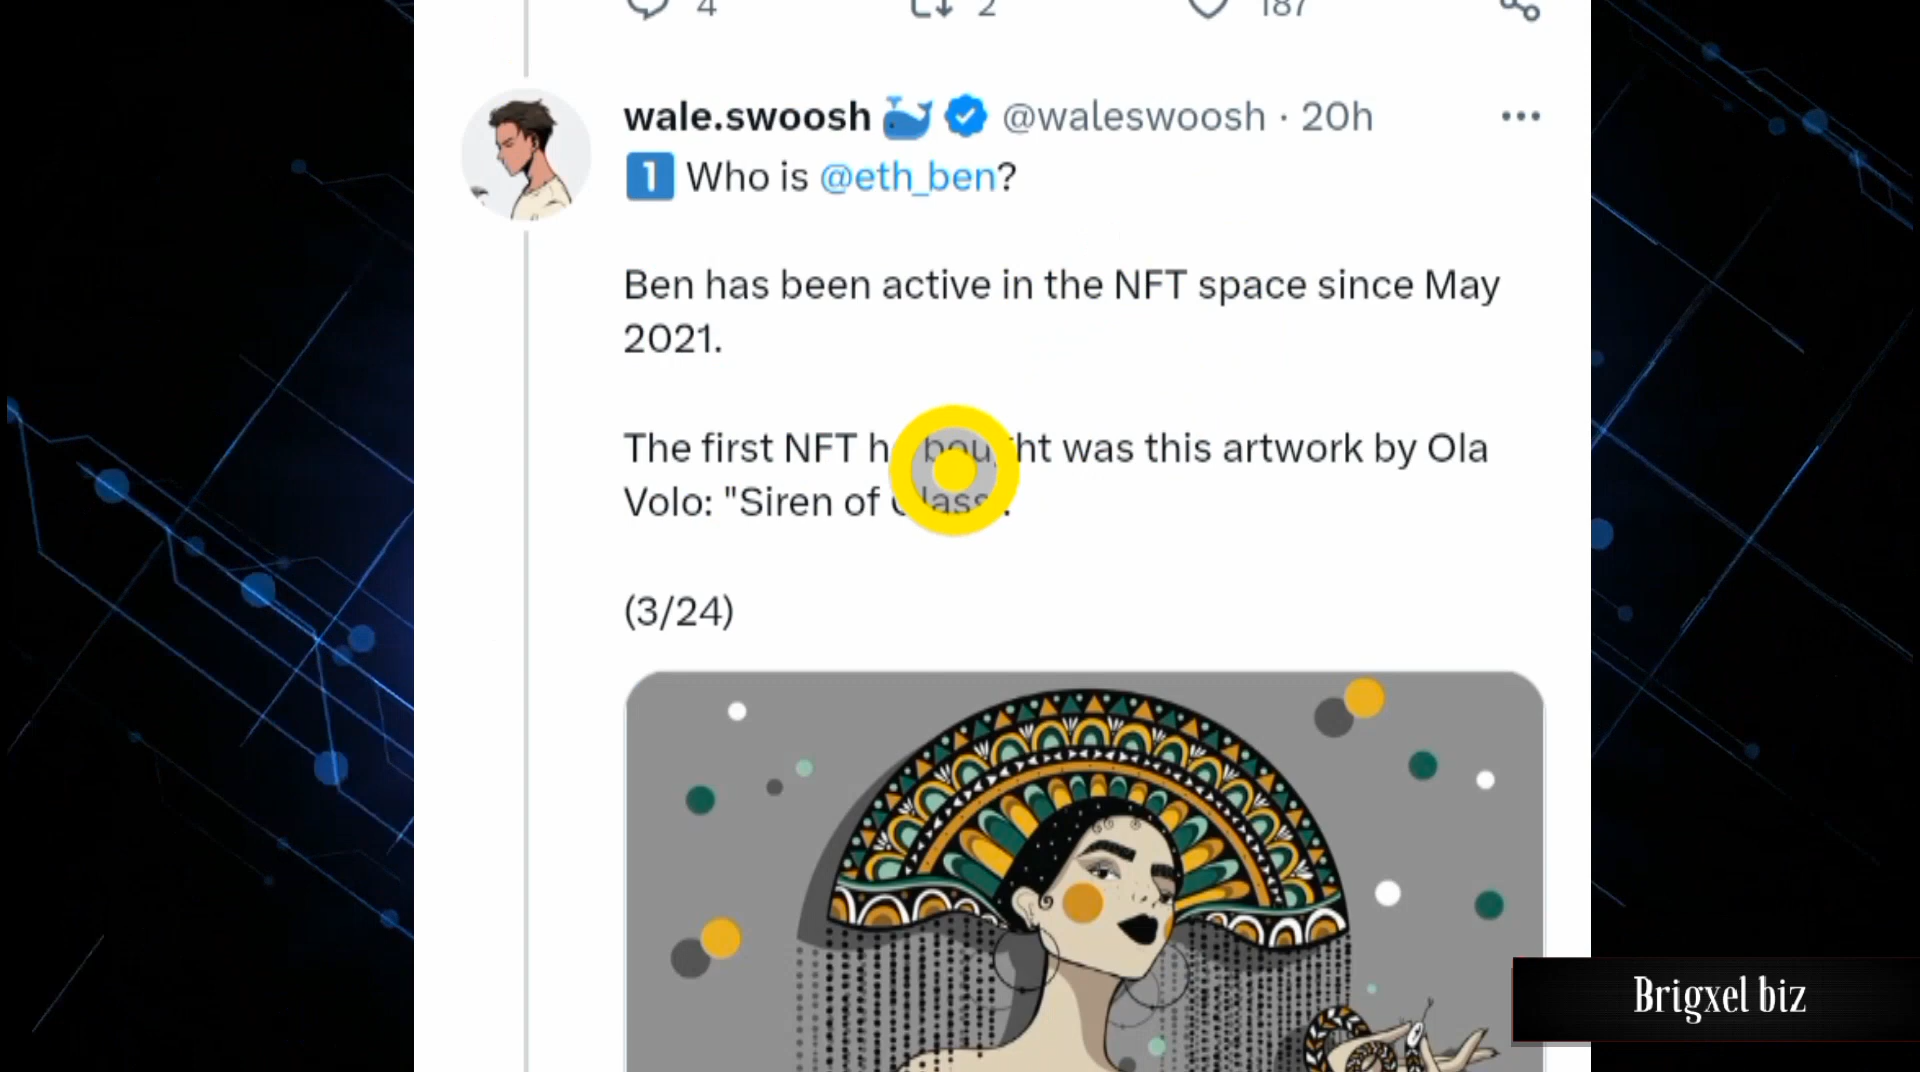 4 2 187
wale.swoosh @waleswoosh · 20h
1 Who is @eth_ben?
Ben has been active in the NFT space since May
2021.
The first NFT he bought was this artwork by Ola
Volo: "Siren of
(3/24)
Brigxel biz